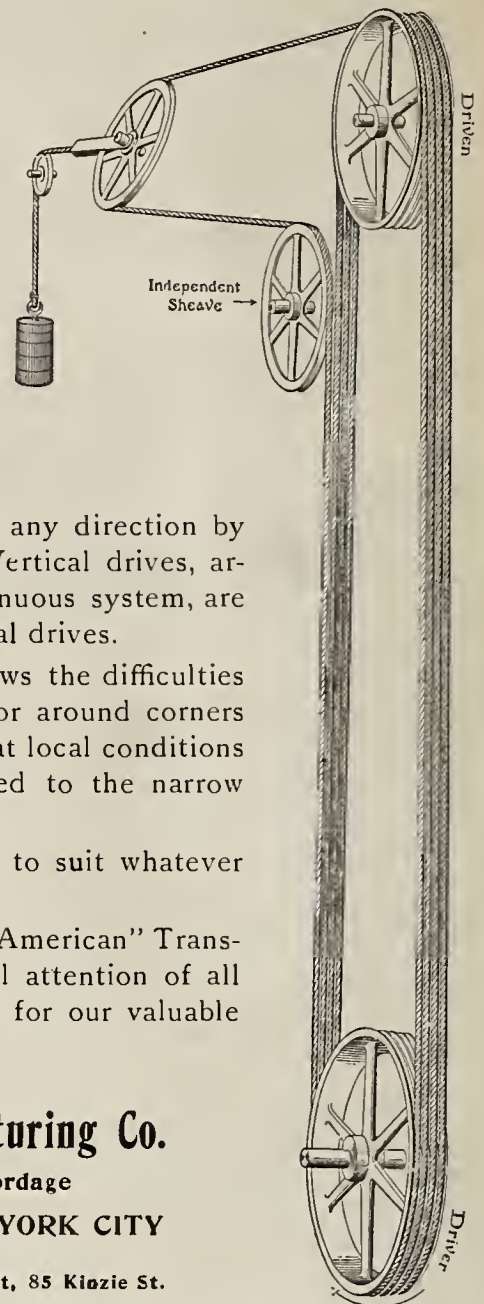 Driven
Independent
Sheave
any direction by
Vertical drives, ar-
nuous system, are
al drives.
ws the difficulties
or around corners
at local conditions
ed to the narrow
to suit whatever
American” Trans-
l attention of all
for our valuable
turing Co.
ordage
YORK CITY
t, 85 Kinzie St.
Driver